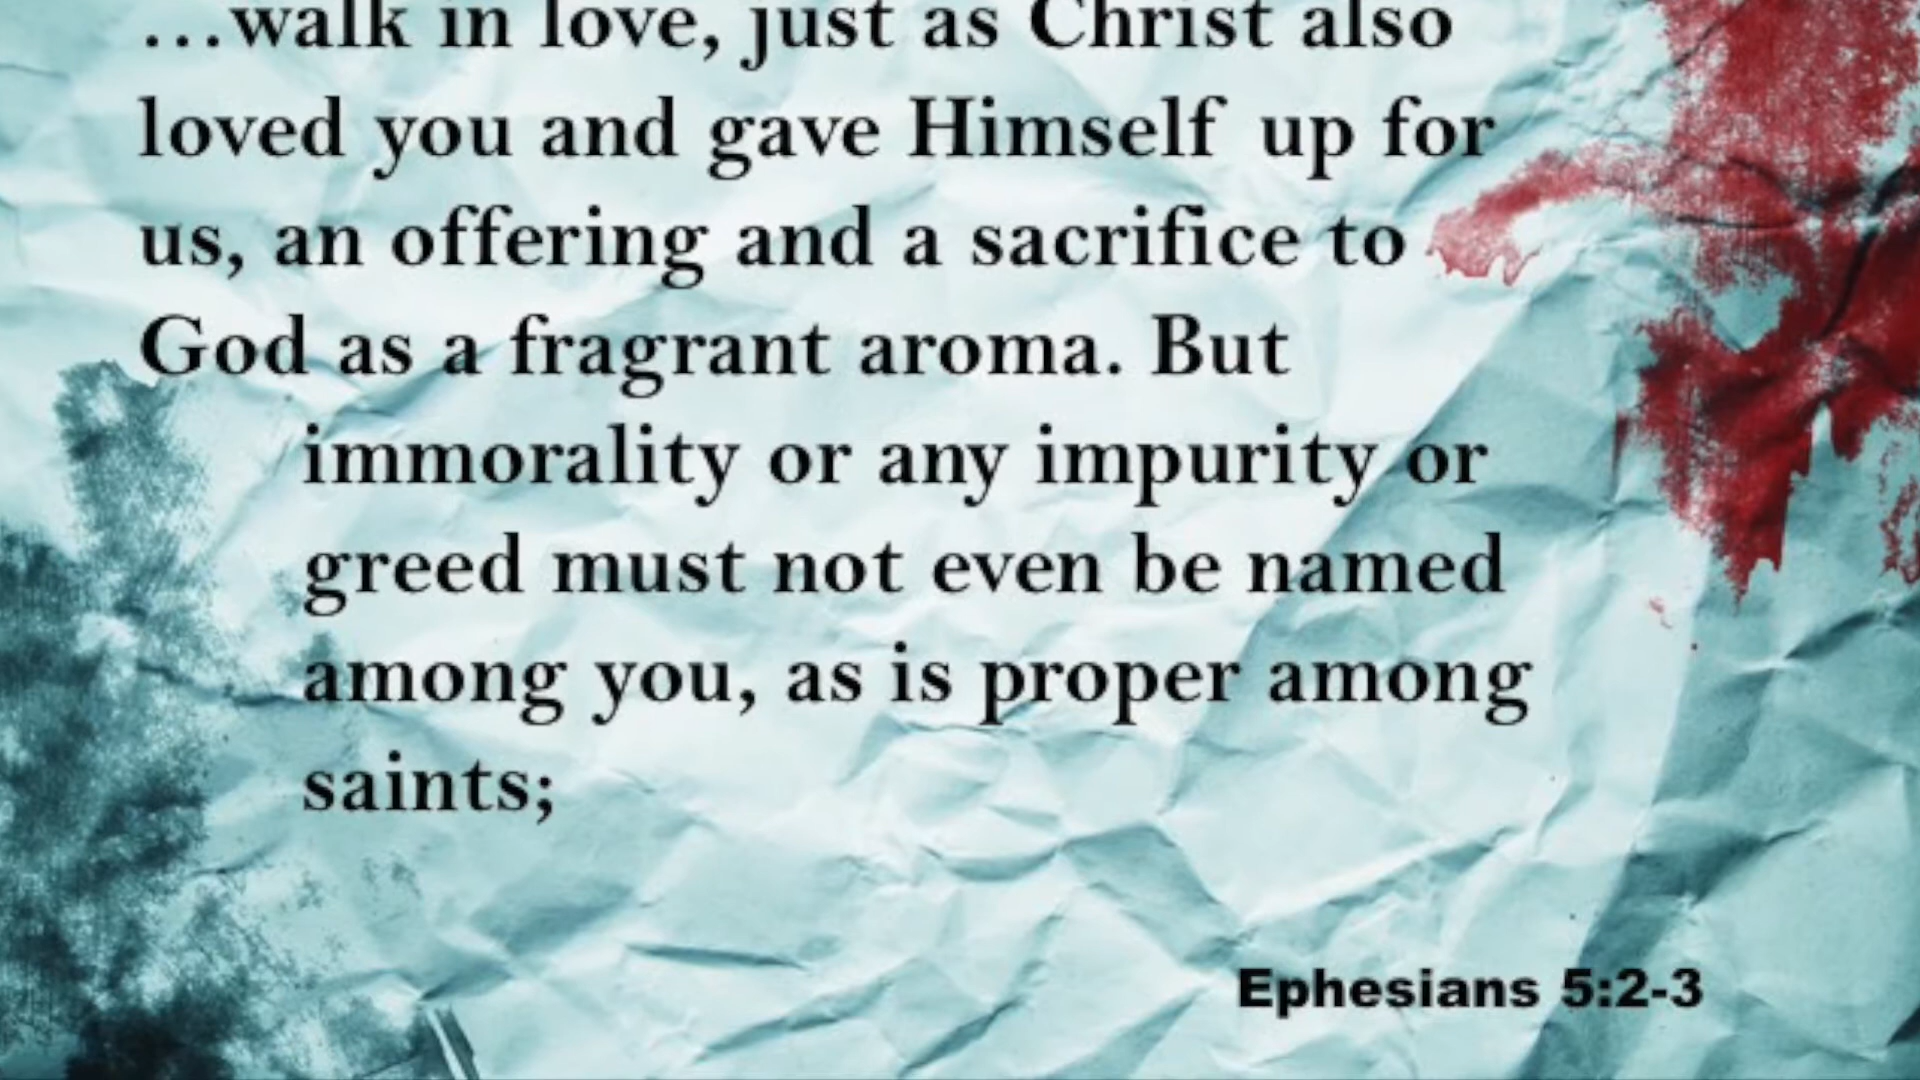 …walk in love, just as Christ also
loved you and gave Himself up for
us, an offering and a sacrifice to
God as a fragrant aroma. But
immorality or any impurity or
greed must not even be named
among you, as is proper among
saints;
Ephesians 5:2-3